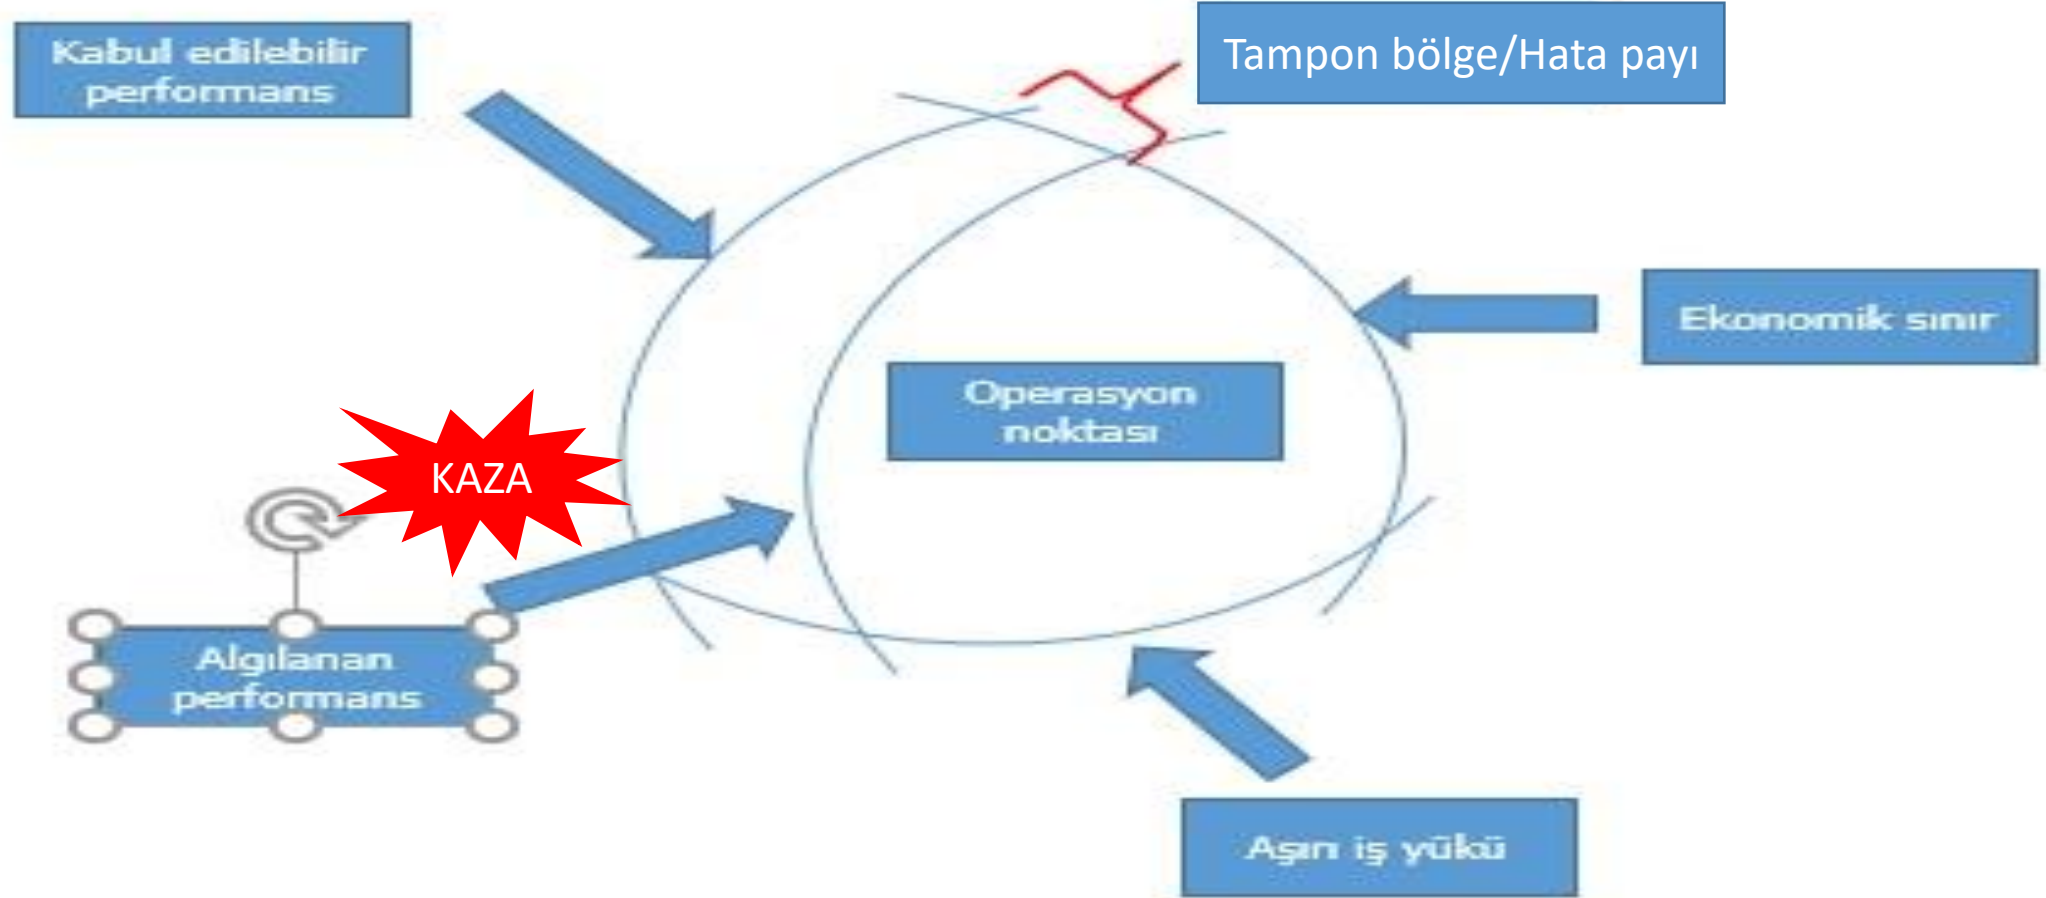 Kabul edilebilir
performans
Tampon bölge/Hata payı
Ekonomik sınır
Operasyon
noktası
KAZA
Algılanan
performans
Aşırı iş yükü